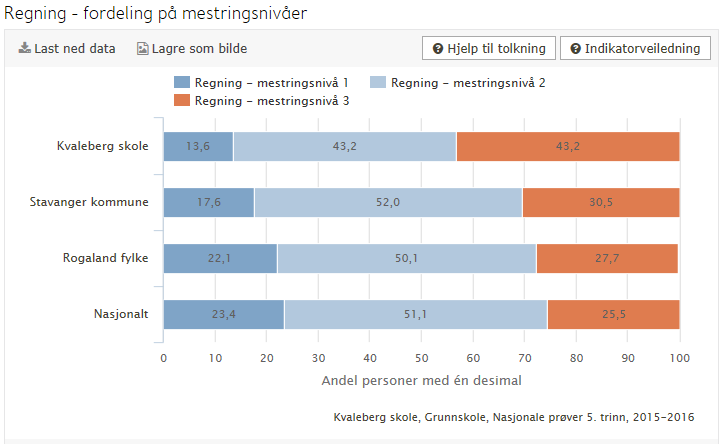 Regning - fordeling på mestringsnivåer
Last ned data Lagre som bilde Hjelp til tolkning Indikatorveiledning
Regning - mestringsnivå 1 Regning - mestringsnivå 2
Regning - mestringsnivå 3
Kvaleberg skole 13,6 43,2 43,2
Stavanger kommune 17,6 52,0 30,5
Rogaland fylke 22,1 50,1 27,7
Nasjonalt 23,4 51,1 25,5
0 10 20 30 40 50 60 70 80 90 100
Andel personer med én desimal
Kvaleberg skole, Grunnskole, Nasjonale prøver 5. trinn, 2015-2016